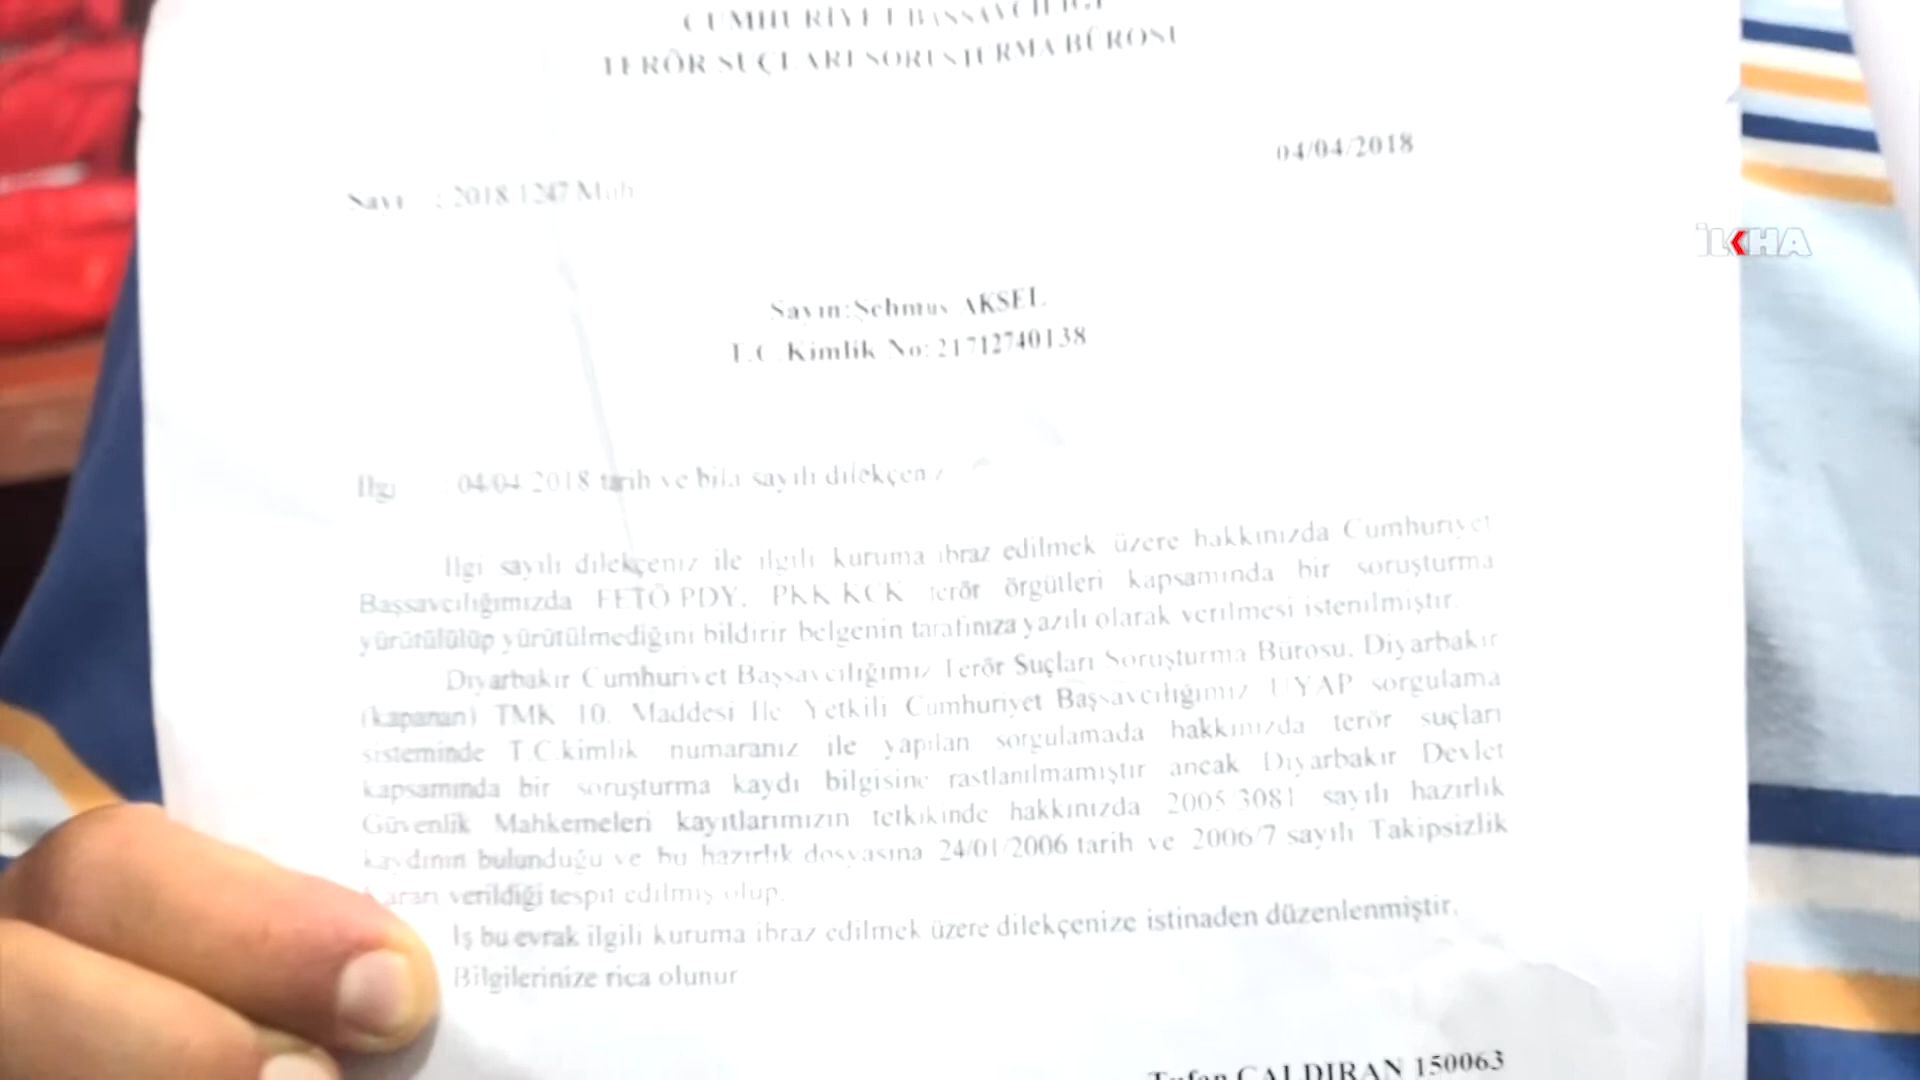 CUMHURİYET BAŞSAVCILIĞI
TERÖR SUÇLARI SORUŞTURMA BÜROSU
04/04/2018
Sayı : 2018/1247 Muh
İLKHA
Sayın:Şehmus AKSEL
T.C.Kimlik No:21712740138
İlgi : 04/04/2018 tarih ve bila sayılı dilekçeniz
İlgi sayılı dilekçeniz ile ilgili kuruma ibraz edilmek üzere hakkınızda Cumhuriyet
Başsavcılığımızda FETÖ/PDY, PKK/KCK terör örgütleri kapsamında bir soruşturma
yürütülülüp yürütülmediğini bildirir belgenin tarafınıza yazılı olarak verilmesi istenilmiştir.
Diyarbakır Cumhuriyet Başsavcılığımız Terör Suçları Soruşturma Bürosu, Diyarbakır
(kapanan) TMK 10. Maddesi İle Yetkili Cumhuriyet Başsavcılığımız UYAP sorgulama
sisteminde T.C.kimlik numaranız ile yapılan sorgulamada hakkınızda terör suçları
kapsamında bir soruşturma kaydı bilgisine rastlanılmamıştır ancak Diyarbakır Devlet
Güvenlik Mahkemeleri kayıtlarımızın tetkikinde hakkınızda 2005/3081 sayılı hazırlık
kaydının bulunduğu ve bu hazırlık dosyasına 24/01/2006 tarih ve 2006/7 sayılı Takipsizlik
Kararı verildiği tespit edilmiş olup,
İş bu evrak ilgili kuruma ibraz edilmek üzere dilekçenize istinaden düzenlenmiştir.
Bilgilerinize rica olunur
Tufan ÇALDIRAN 150063